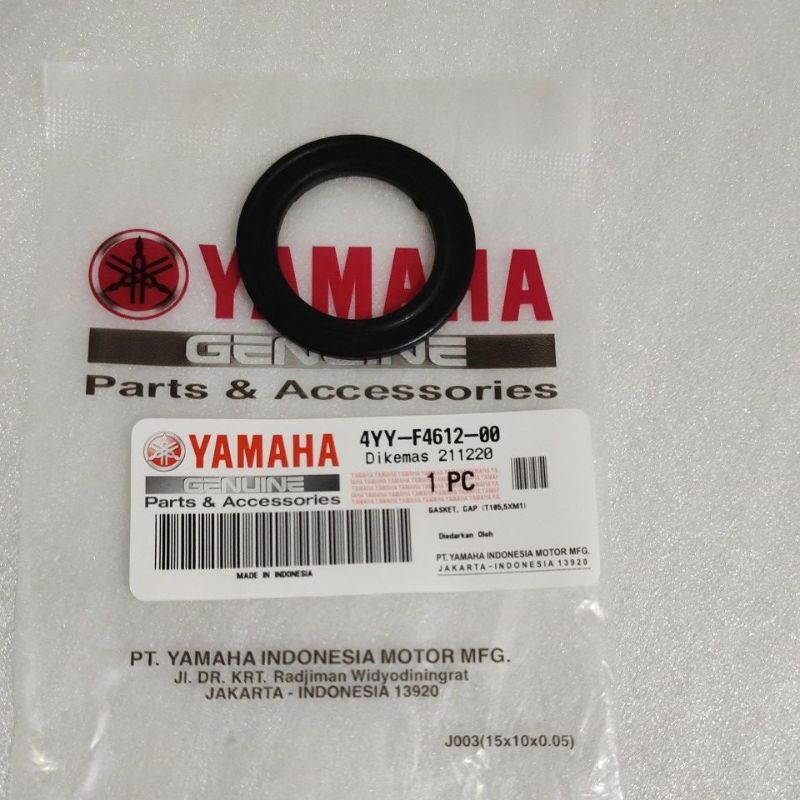 YAMAHA
GENUINE
Parts & Accessories
YAMAHA
GENUINE
Parts & Accessories
MADE IN INDONESIA
4YY-F4612-00
Dikemas 211220
1 PC
GASKET, CAP (T105,5XM1)
Diedarkan Oleh
PT. YAMAHA INDONESIA MOTOR MFG.
JAKARTA - INDONESIA 13920
PT. YAMAHA INDONESIA MOTOR MFG.
Jl. DR. KRT. Radjiman Widyodiningrat
JAKARTA - INDONESIA 13920
J003(15x10x0.05)